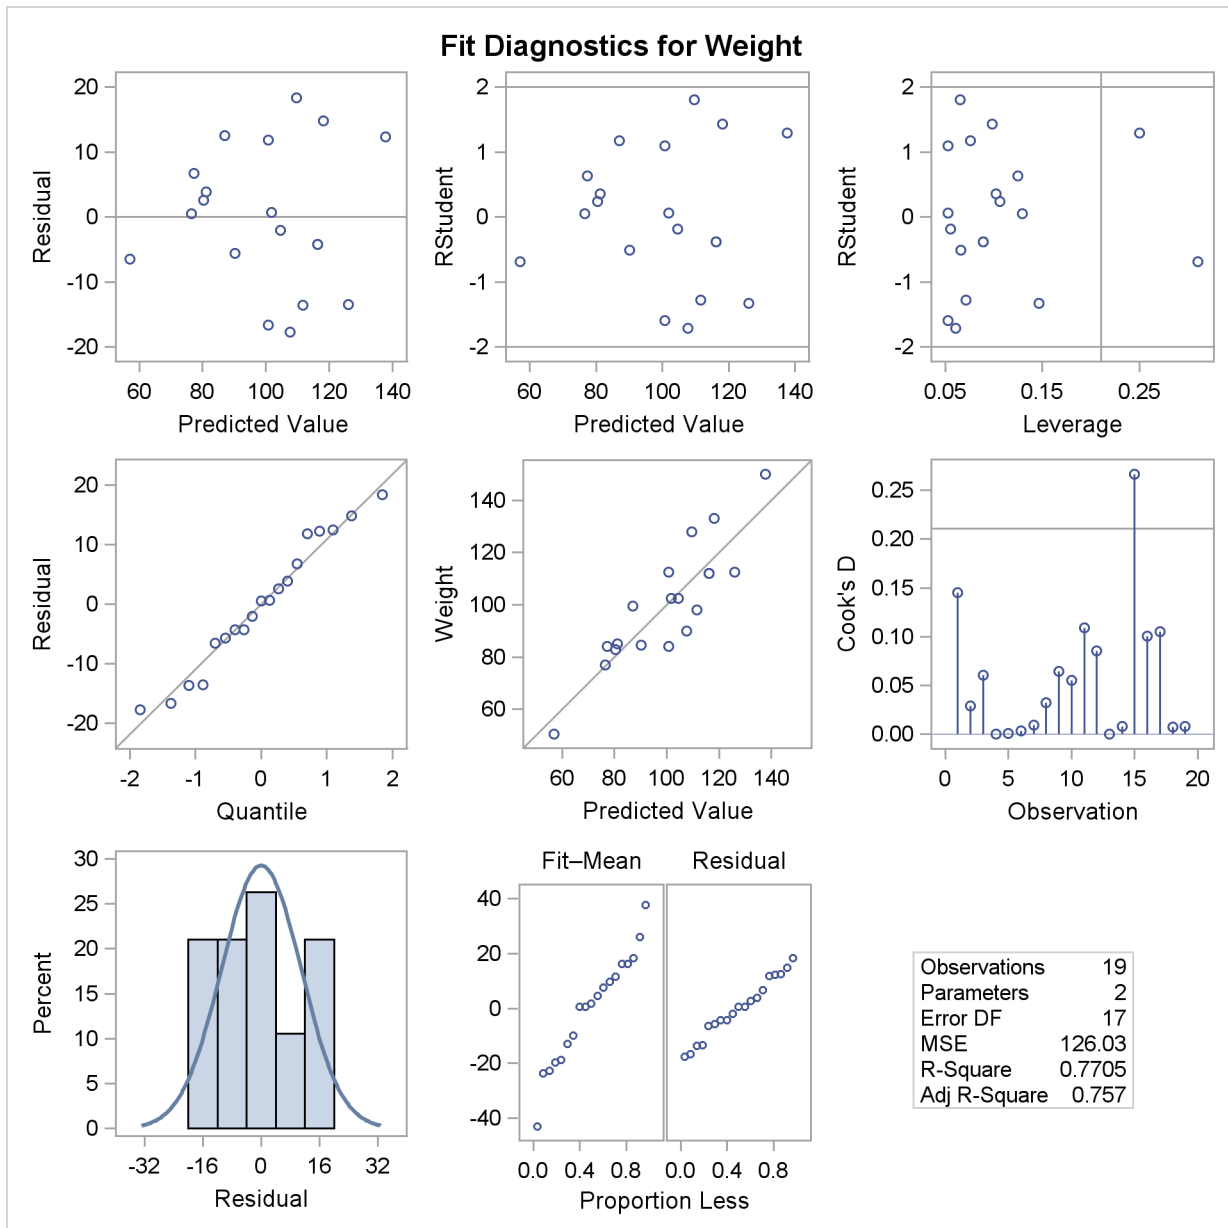 Fit Diagnostics for Weight
20
10
0
-10
-20
Residual
60 80 100 120 140
Predicted Value
2
1
0
-1
-2
RStudent
60 80 100 120 140
Predicted Value
2
1
0
-1
-2
RStudent
0.05 0.15 0.25
Leverage
20
10
0
-10
-20
Residual
-2 -1 0 1 2
Quantile
140
120
100
80
60
Weight
60 80 100 120 140
Predicted Value
0.25
0.20
0.15
0.10
0.05
0.00
Cook's D
0 5 10 15 20
Observation
30
25
20
15
10
5
0
Percent
-32 -16 0 16 32
Residual
Fit–Mean Residual
40
20
0
-20
-40
0.0 0.4 0.8 0.0 0.4 0.8
Proportion Less
Observations 19
Parameters 2
Error DF 17
MSE 126.03
R-Square 0.7705
Adj R-Square 0.757